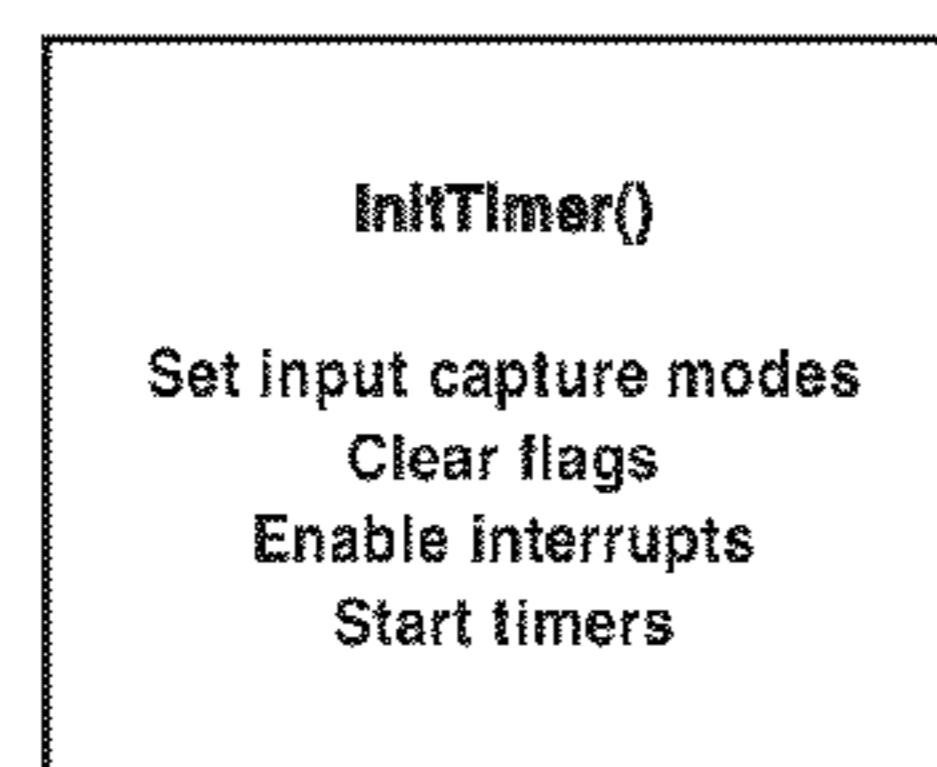 InitTimer()
Set input capture modes
Clear flags
Enable interrupts
Start timers